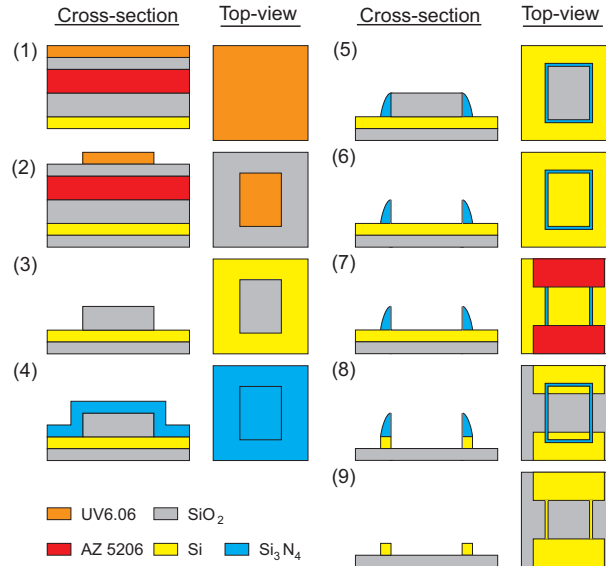 Cross-section Top-view
(1)
(2)
(3)
(4)
UV6.06 SiO2
AZ 5206 Si Si3N4
Cross-section Top-view
(5)
(6)
(7)
(8)
(9)